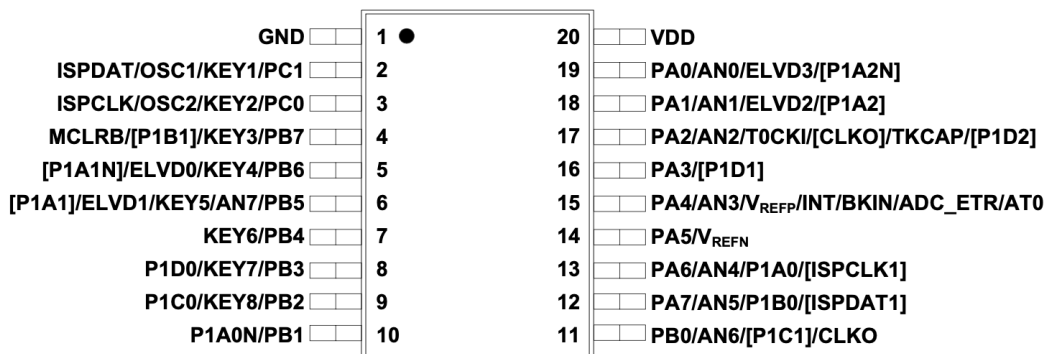 GND 1 20 VDD
ISPDAT/OSC1/KEY1/PC1 2 19 PA0/AN0/ELVD3/[P1A2N]
ISPCLK/OSC2/KEY2/PC0 3 18 PA1/AN1/ELVD2/[P1A2]
MCLRB/[P1B1]/KEY3/PB7 4 17 PA2/AN2/T0CKI/[CLKO]/TKCAP/[P1D2]
[P1A1N]/ELVD0/KEY4/PB6 5 16 PA3/[P1D1]
[P1A1]/ELVD1/KEY5/AN7/PB5 6 15 PA4/AN3/VREFP/INT/BKIN/ADC_ETR/AT0
KEY6/PB4 7 14 PA5/VREFN
P1D0/KEY7/PB3 8 13 PA6/AN4/P1A0/[ISPCLK1]
P1C0/KEY8/PB2 9 12 PA7/AN5/P1B0/[ISPDAT1]
P1A0N/PB1 10 11 PB0/AN6/[P1C1]/CLKO